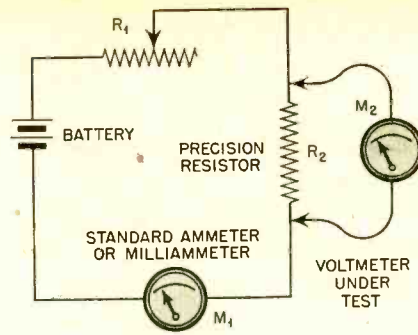 R1
BATTERY
PRECISION
RESISTOR
R2
M2
STANDARD AMMETER
OR MILLIAMMETER
M1
VOLTMETER
UNDER
TEST